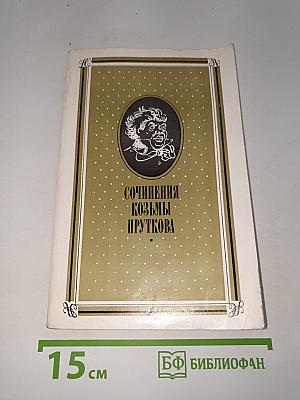 СОЧИНЕНИЯ
КОЗЬМЫ
ПРУТКОВА
15 см
БФ БИБЛИОФАН